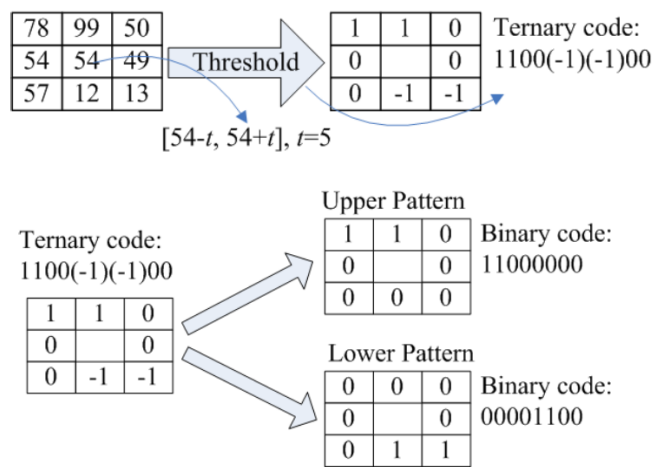 78 99 50
54 54 49
57 12 13
Threshold
[54-t, 54+t], t=5
1 1 0
0 0
0 -1 -1
Ternary code:
1100(-1)(-1)00
Ternary code:
1100(-1)(-1)00
1 1 0
0 0
0 -1 -1
Upper Pattern
1 1 0
0 0
0 0 0
Binary code:
11000000
Lower Pattern
0 0 0
0 0
0 1 1
Binary code:
00001100